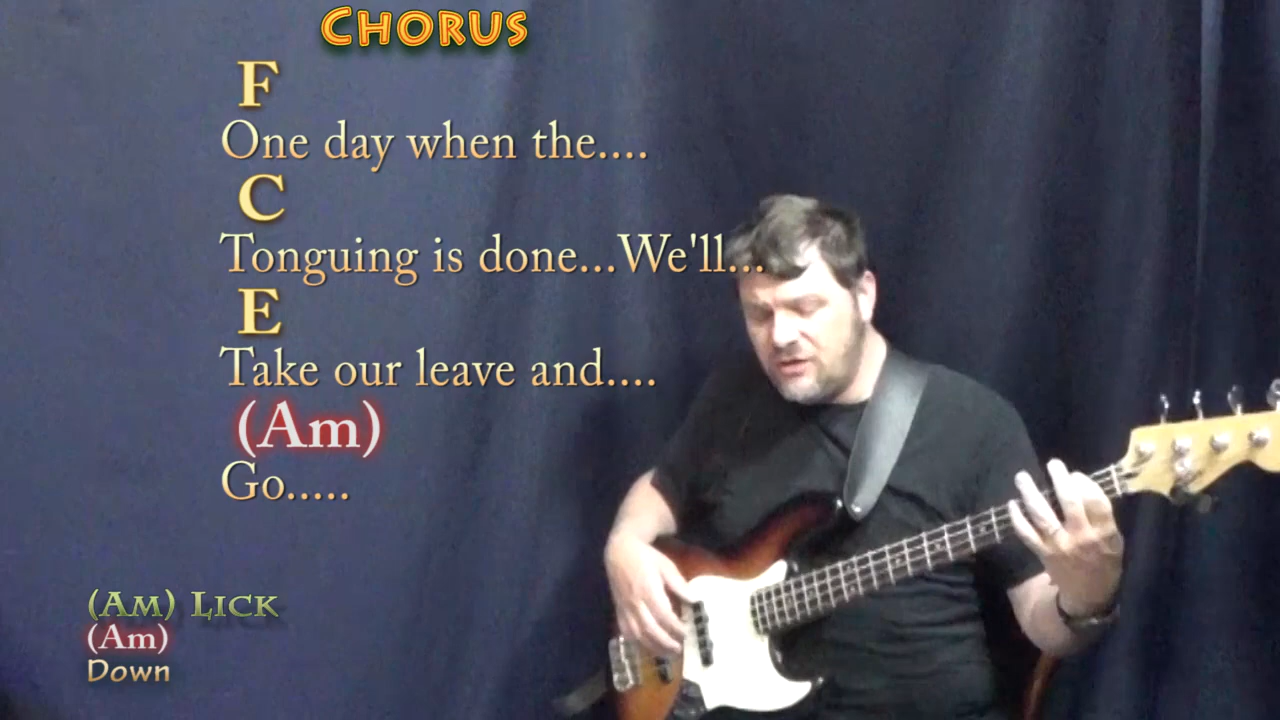 CHORUS
F
One day when the....
C
Tonguing is done...We'll...
E
Take our leave and....
(Am)
Go.....
(AM) LICK
(Am)
Down